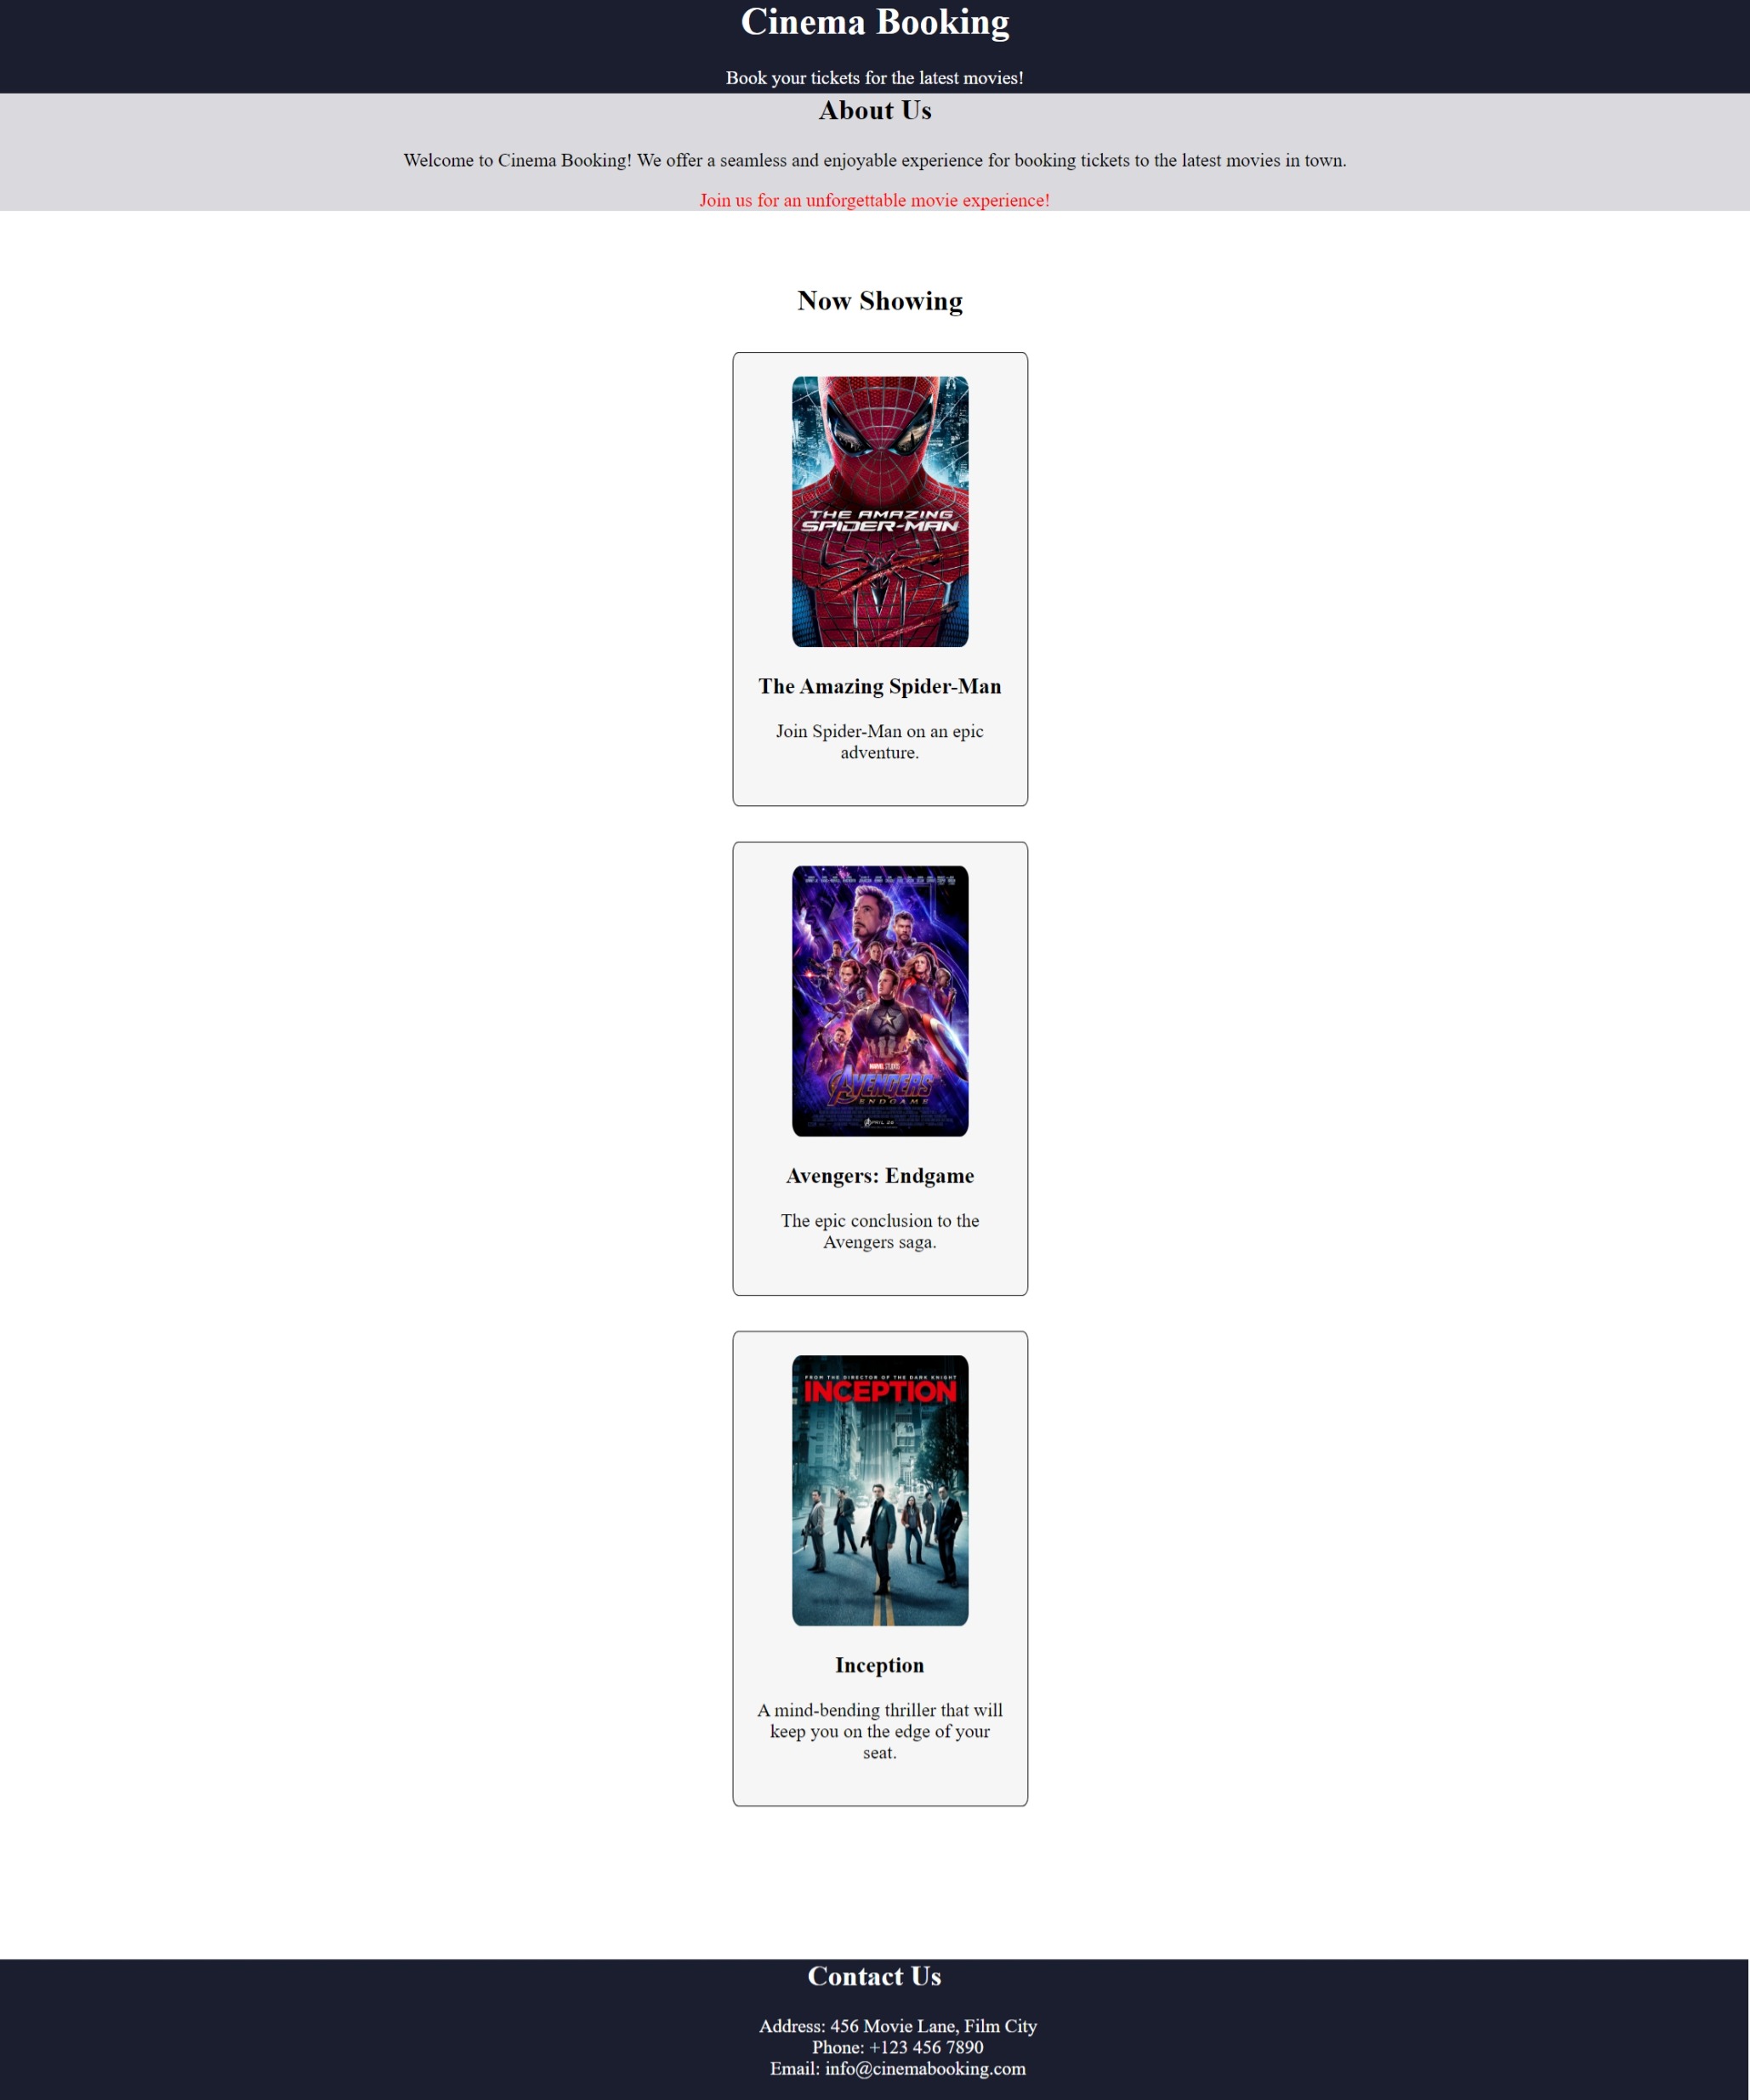 Cinema Booking
Book your tickets for the latest movies!
About Us
Welcome to Cinema Booking! We offer a seamless and enjoyable experience for booking tickets to the latest movies in town.
Join us for an unforgettable movie experience!
Now Showing
THE AMAZING
SPIDER-MAN
The Amazing Spider-Man
Join Spider-Man on an epic
adventure.
MARVEL STUDIOS
AVENGERS
ENDGAME
APRIL 26
Avengers: Endgame
The epic conclusion to the
Avengers saga.
FROM THE DIRECTOR OF THE DARK KNIGHT
INCEPTION
Inception
A mind-bending thriller that will
keep you on the edge of your
seat.
Contact Us
Address: 456 Movie Lane, Film City
Phone: +123 456 7890
Email: info@cinemabooking.com